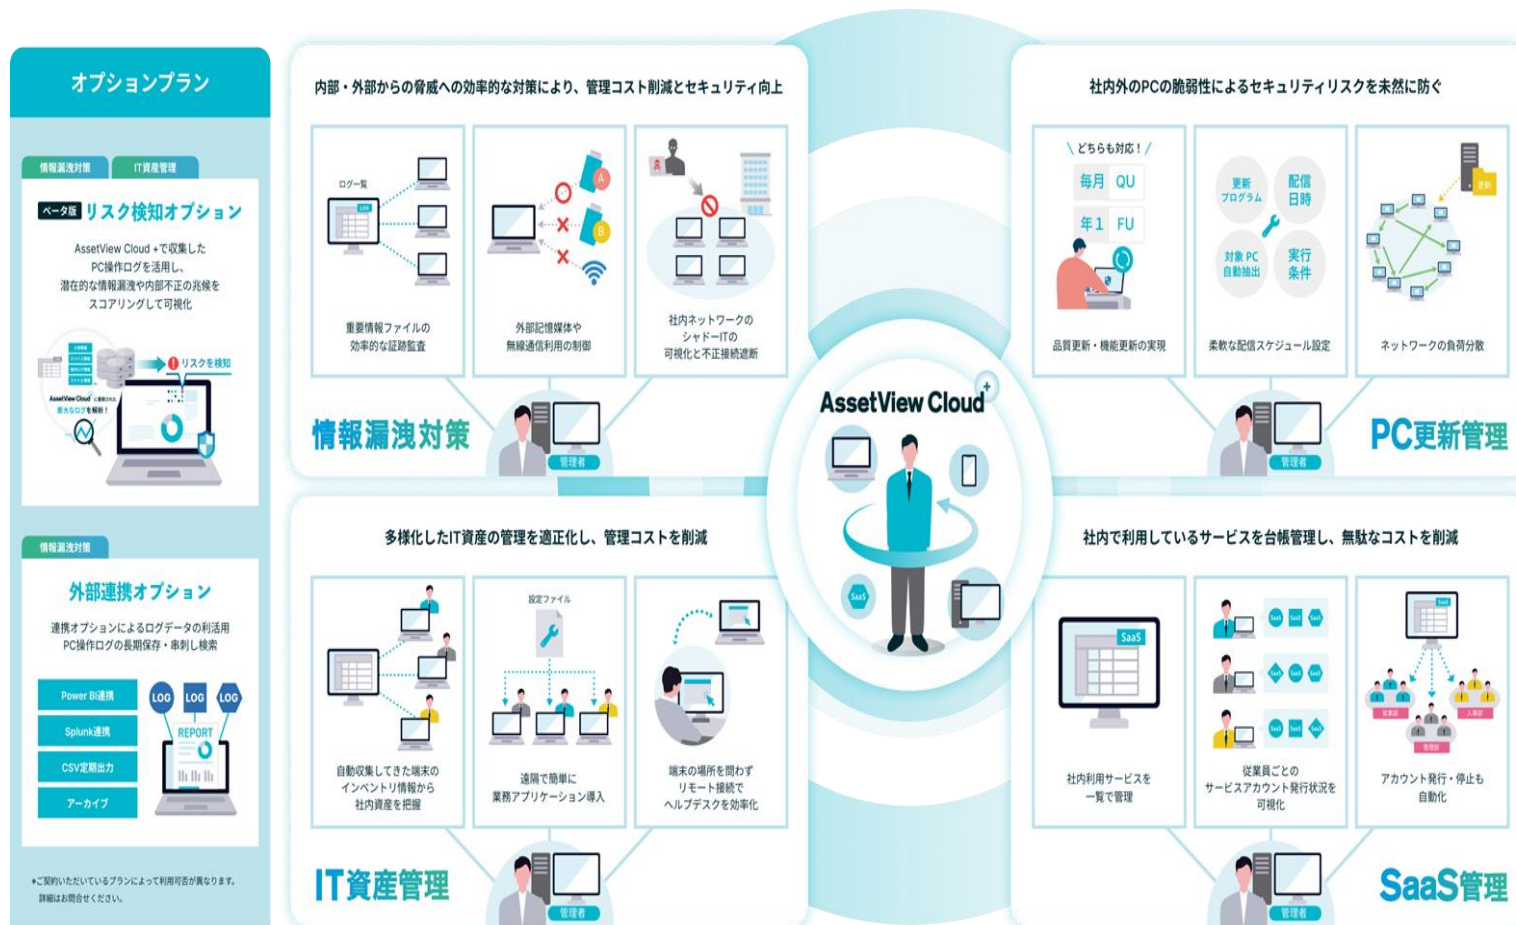 オプションプラン
情報漏洩対策
IT資産管理
ベータ版 リスク検知オプション
AssetView Cloud +で収集した
PC操作ログを活用し、
潜在的な情報漏洩や内部不正の兆候を
スコアリングして可視化
リスクを検知
AssetView Cloud
膨大なログを解析！
情報漏洩対策
外部連携オプション
連携オプションによるログデータの利活用
PC操作ログの長期保存・串刺し検索
Power BI連携
Splunk連携
CSV定期出力
アーカイブ
LOG
LOG
LOG
REPORT
※ご契約いただいているプランによって利用可否が異なります。
詳細はお問合せください。
内部・外部からの脅威への効率的な対策により、管理コスト削減とセキュリティ向上
ログ一覧
LOG
重要情報ファイルの
効率的な証跡監査
A
B
外部記憶媒体や
無線通信利用の制御
社内ネットワークの
シャドーITの
可視化と不正接続遮断
情報漏洩対策
管理者
社内外のPCの脆弱性によるセキュリティリスクを未然に防ぐ
\ どちらも対応！ /
毎月 QU
年1 FU
品質更新・機能更新の実現
更新
プログラム
配信
日時
対象 PC
自動抽出
実行
条件
柔軟な配信スケジュール設定
更新
ネットワークの負荷分散
管理者
PC更新管理
AssetView Cloud +
SaaS
多様化したIT資産の管理を適正化し、管理コストを削減
自動収集してきた端末の
インベントリ情報から
社内資産を把握
設定ファイル
遠隔で簡単に
業務アプリケーション導入
端末の場所を問わず
リモート接続で
ヘルプデスクを効率化
IT資産管理
管理者
社内で利用しているサービスを台帳管理し、無駄なコストを削減
SaaS
社内利用サービスを
一覧で管理
SaaS SaaS SaaS
SaaS SaaS SaaS
SaaS SaaS SaaS
従業員ごとの
サービスアカウント発行状況を
可視化
SaaS
営業部
人事部
管理部
アカウント発行・停止も
自動化
管理者
SaaS管理